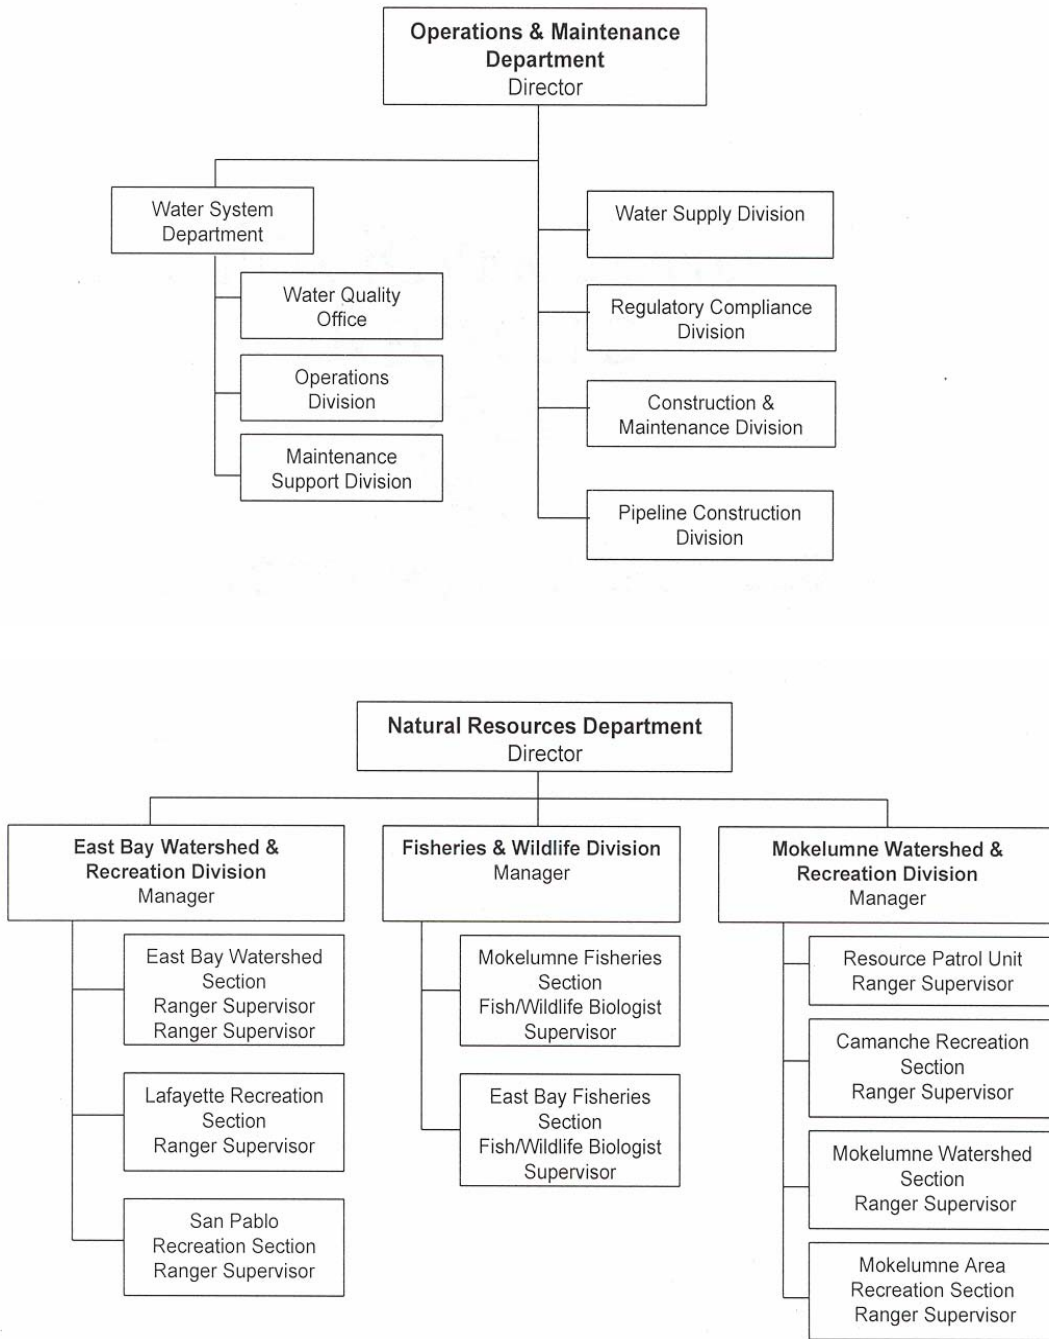 Operations & Maintenance
Department
Director
Water System
Department
Water Quality
Office
Operations
Division
Maintenance
Support Division
Water Supply Division
Regulatory Compliance
Division
Construction &
Maintenance Division
Pipeline Construction
Division
Natural Resources Department
Director
East Bay Watershed &
Recreation Division
Manager
East Bay Watershed
Section
Ranger Supervisor
Ranger Supervisor
Lafayette Recreation
Section
Ranger Supervisor
San Pablo
Recreation Section
Ranger Supervisor
Fisheries & Wildlife Division
Manager
Mokelumne Fisheries
Section
Fish/Wildlife Biologist
Supervisor
East Bay Fisheries
Section
Fish/Wildlife Biologist
Supervisor
Mokelumne Watershed &
Recreation Division
Manager
Resource Patrol Unit
Ranger Supervisor
Camanche Recreation
Section
Ranger Supervisor
Mokelumne Watershed
Section
Ranger Supervisor
Mokelumne Area
Recreation Section
Ranger Supervisor